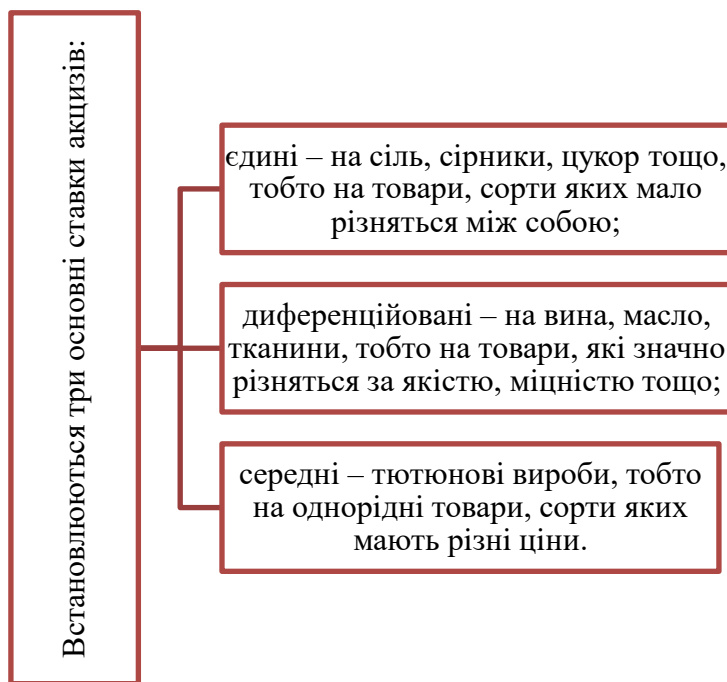 Встановлюються три основні ставки акцизів:
єдині – на сіль, сірники, цукор тощо,
тобто на товари, сорти яких мало
різняться між собою;
диференційовані – на вина, масло,
тканини, тобто на товари, які значно
різняться за якістю, міцністю тощо;
середні – тютюнові вироби, тобто
на однорідні товари, сорти яких
мають різні ціни.